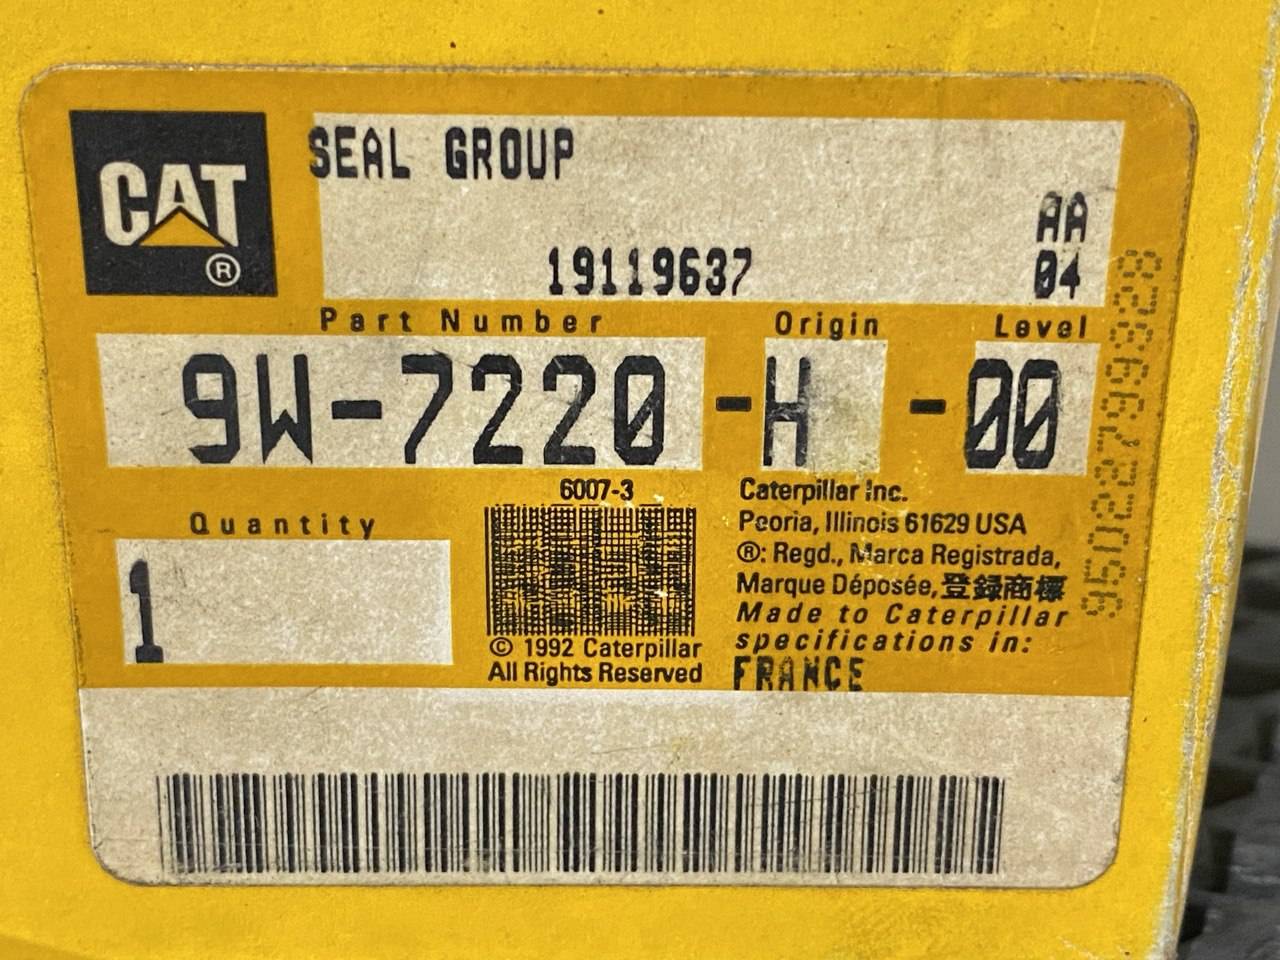 CAT
®
SEAL GROUP
AA
19119637 04
Part Number Origin Level
9W-7220 -H -00
6007-3
Quantity
1
© 1992 Caterpillar
All Rights Reserved
Caterpillar Inc.
Peoria, Illinois 61629 USA
®: Regd., Marca Registrada,
Marque Déposée, 登録商標
Made to Caterpillar
specifications in:
FRANCE